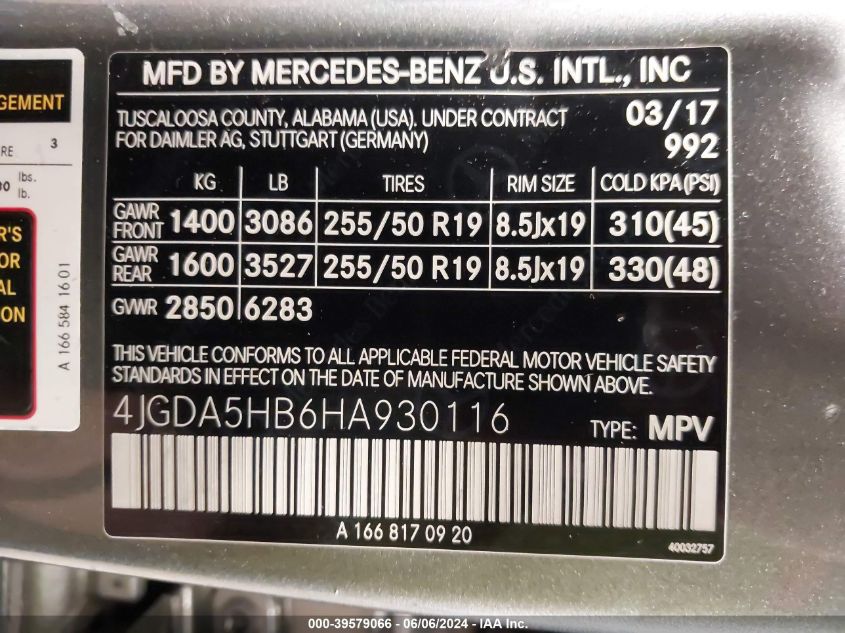 GEMENT
RE 3
00 lbs.
lb.
R'S
OR
AL
ON
A 166 584 16 01
MFD BY MERCEDES-BENZ U.S. INTL., INC
TUSCALOOSA COUNTY, ALABAMA (USA). UNDER CONTRACT 03/17
FOR DAIMLER AG, STUTTGART (GERMANY) 992
KG LB TIRES RIM SIZE COLD KPA(PSI)
GAWR FRONT 1400 3086 255/50 R19 8.5Jx19 310(45)
GAWR REAR 1600 3527 255/50 R19 8.5Jx19 330(48)
GVWR 2850 6283
THIS VEHICLE CONFORMS TO ALL APPLICABLE FEDERAL MOTOR VEHICLE SAFETY
STANDARDS IN EFFECT ON THE DATE OF MANUFACTURE SHOWN ABOVE.
4JGDA5HB6HA930116 TYPE: MPV
A 166 817 09 20
40032757
000-39579066 - 06/06/2024 - IAA Inc.